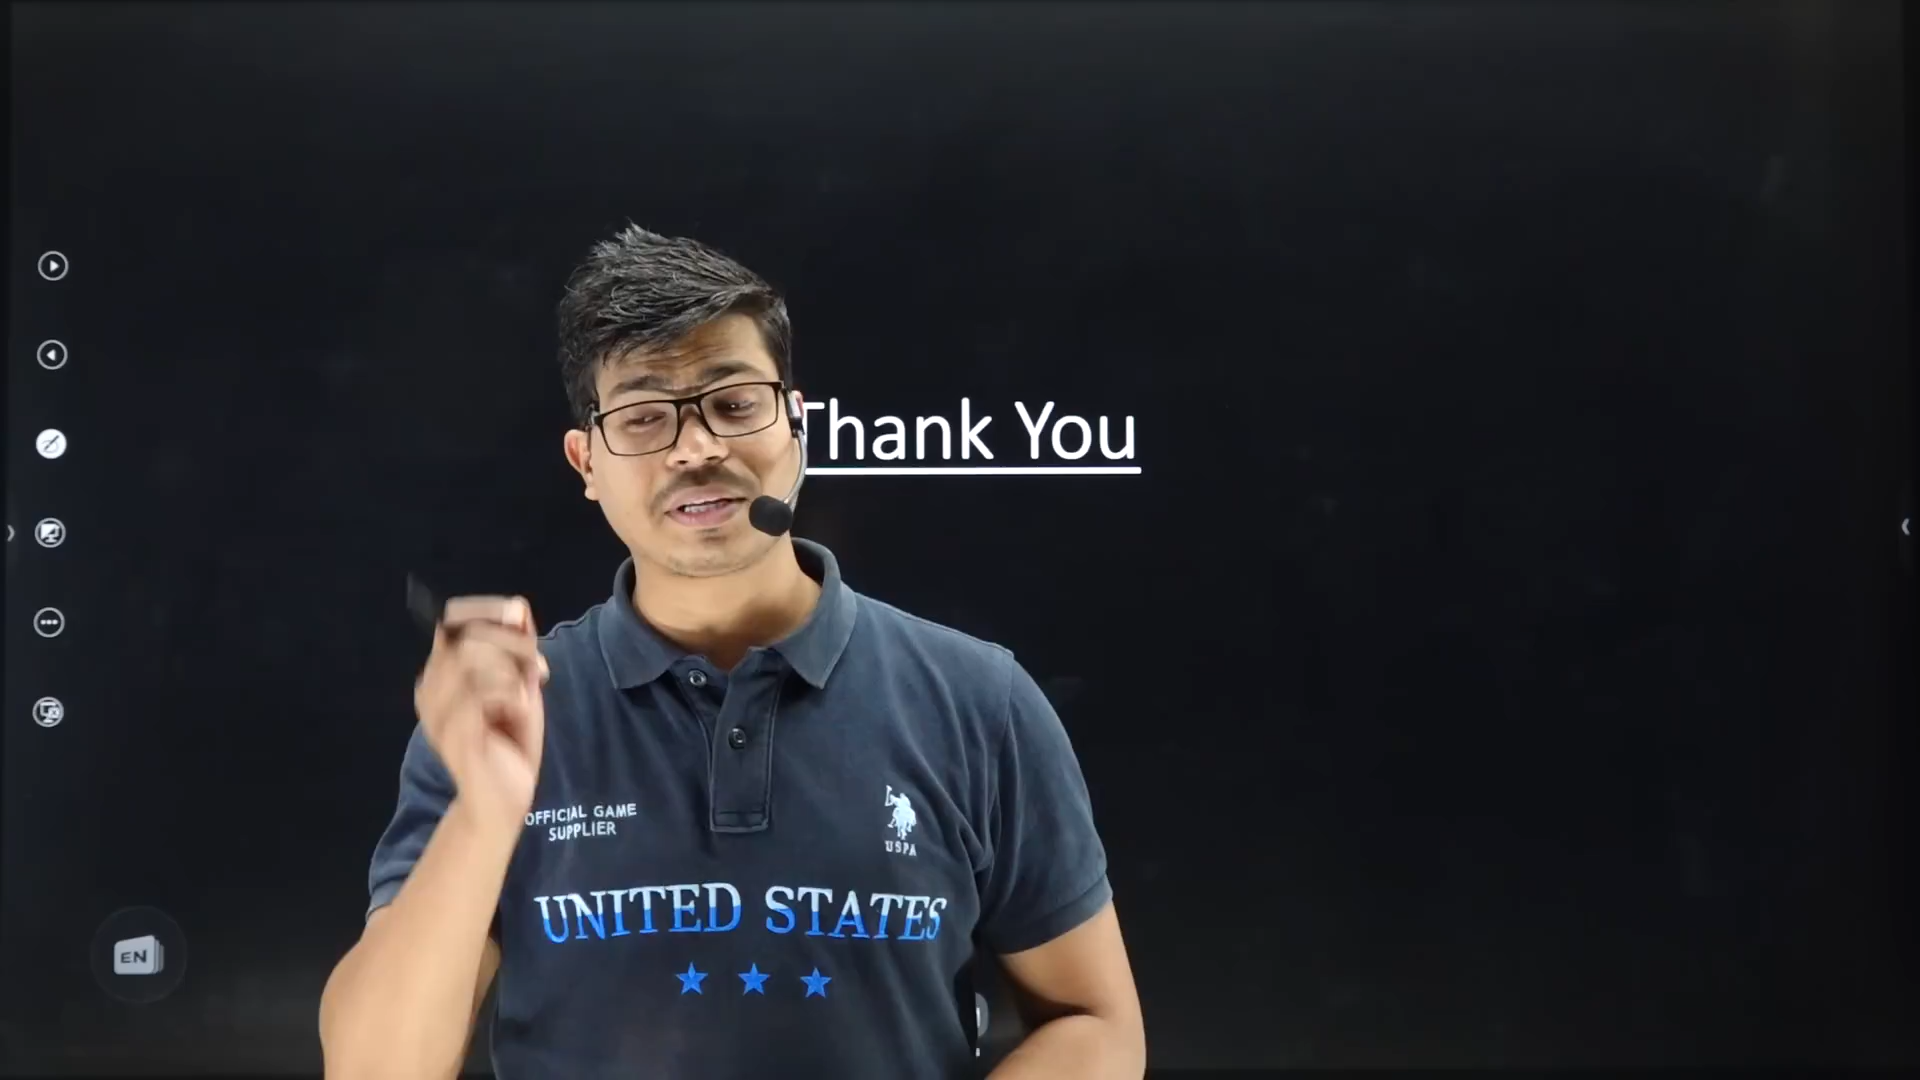 Thank You
OFFICIAL GAME
SUPPLIER
USPA
UNITED STATES
EN